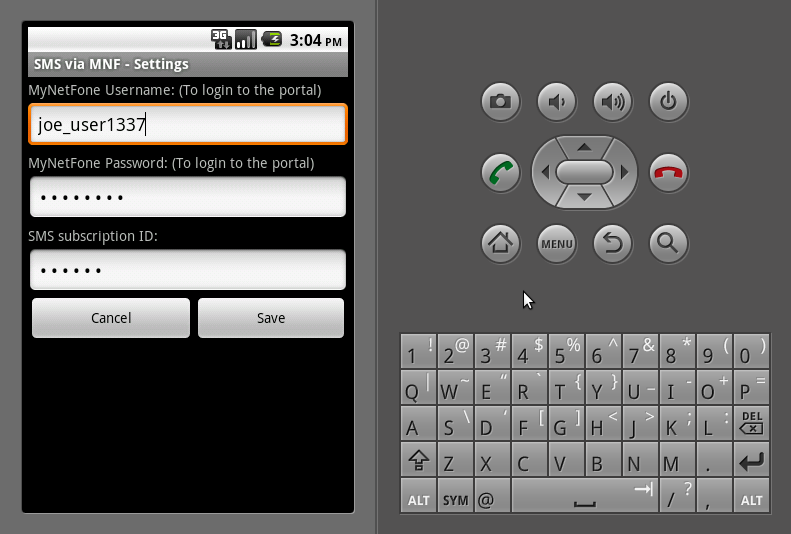 3G 3:04 PM
SMS via MNF - Settings
MyNetFone Username: (To login to the portal)
joe_user1337
MyNetFone Password: (To login to the portal)
••••••••
SMS subscription ID:
••••••
Cancel Save
MENU
1 ! 2 @ 3 # 4 $ 5 % 6 ^ 7 & 8 * 9 ( 0 )
Q | W ~ E " R ` T { Y } U _ I - O + P =
A S \ D ' F [ G ] H < J > K ; L : DEL
Z X C V B N M .
ALT SYM @ / ? , ALT